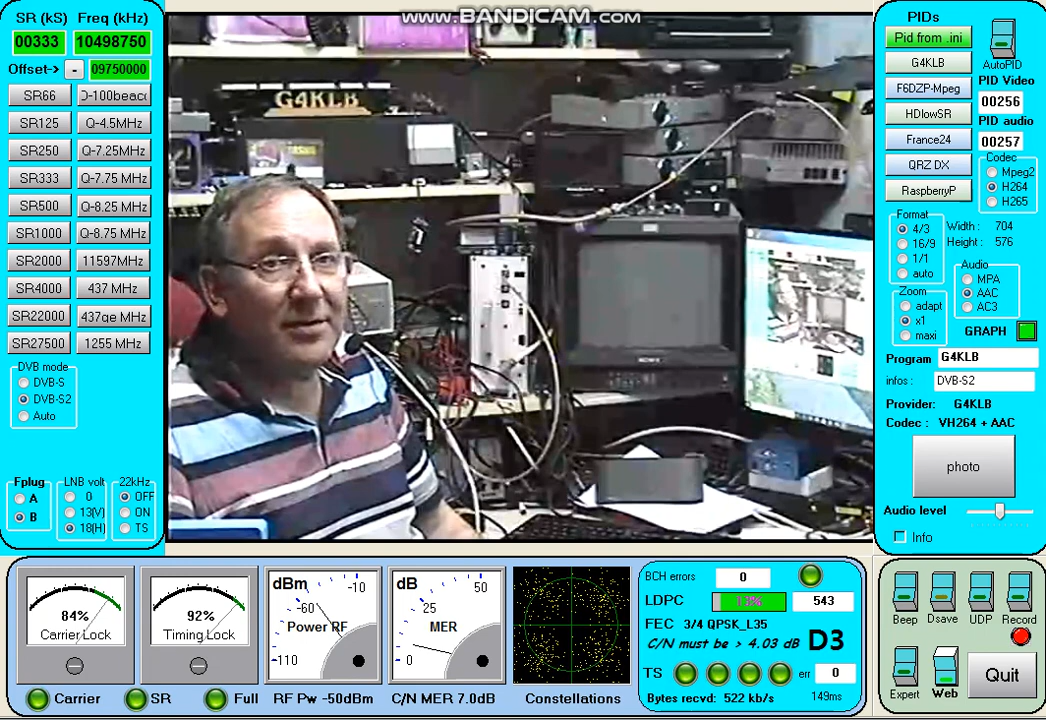 www.BANDICAM.com
SR (kS) Freq (kHz)
00333 10498750
Offset-> - 09750000
SR66
SR125 Q-4.5MHz
SR250 Q-7.25MHz
SR333 Q-7.75 MHz
SR500 Q-8.25 MHz
SR1000 Q-8.75 MHz
SR2000 11597MHz
SR4000 437 MHz
SR22000 437qe MHz
SR27500 1255 MHz
DVB mode
DVB-S
DVB-S2
Auto
Fplug
A
B
LNB volt
0
13(V)
18(H)
22kHz
OFF
ON
TS
G4KLB
SONY
PIDs
Pid from .ini
G4KLB
F6DZP-Mpeg
HDlowSR
France24
QRZ DX
RaspberryP
AutoPID
PID Video
00256
PID audio
00257
Codec
Mpeg2
H264
H265
Format
4/3
16/9
1/1
auto
Width : 704
Height : 576
Audio
MPA
AAC
AC3
Zoom
adapt
x1
maxi
GRAPH
Program G4KLB
infos : DVB-S2
Provider: G4KLB
Codec : VH264 + AAC
photo
Audio level
Info
84%
Carrier Lock
92%
Timing Lock
dBm
-10
-60
Power RF
-110
dB
50
25
MER
0
Carrier SR Full RF Pw -50dBm C/N MER 7.0dB Constellations
BCH errors 0
LDPC 13% 543
FEC 3/4 QPSK_L35
C/N must be > 4.03 dB D3
TS err 0
Bytes recvd: 522 kb/s 149ms
Beep Dsave UDP Record
Expert Web Quit